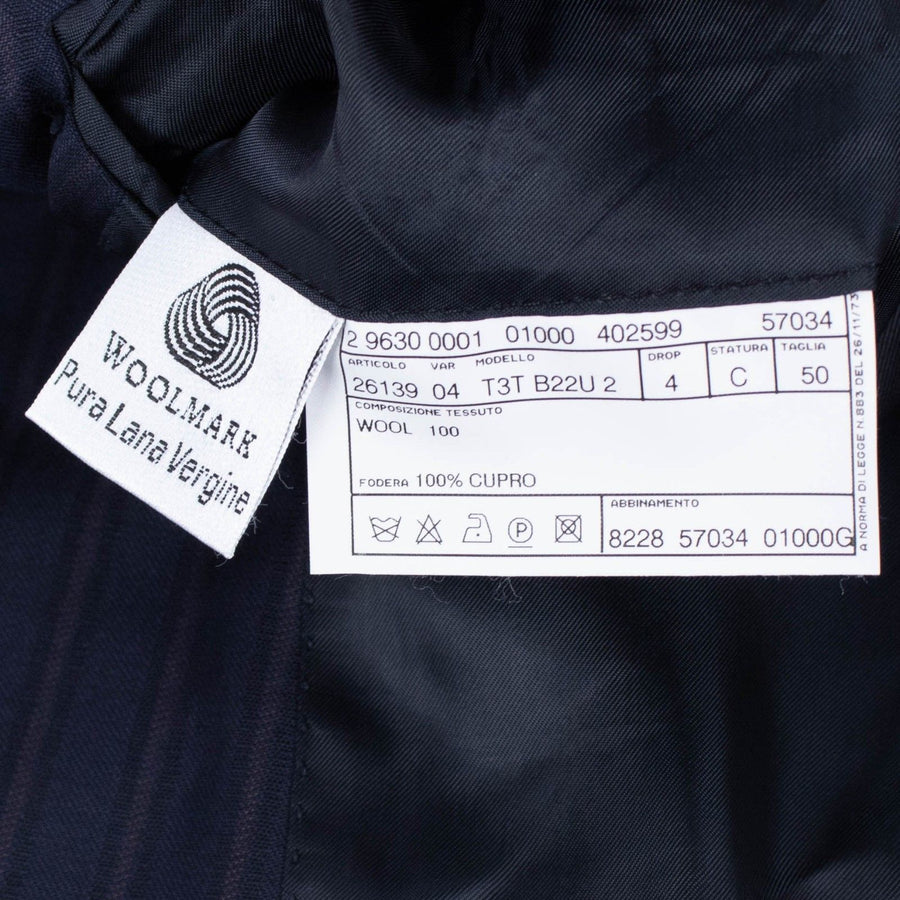 WOOLMARK
Pura Lana Vergine
2 9630 0001 01000 402599 57034
ARTICOLO VAR MODELLO DROP STATURA TAGLIA
26139 04 T3T B22U 2 4 C 50
COMPOSIZIONE TESSUTO
WOOL 100
FODERA 100% CUPRO
ABBINAMENTO
8228 57034 01000G
A NORMA DI LEGGE N.883 DEL 26/11/73